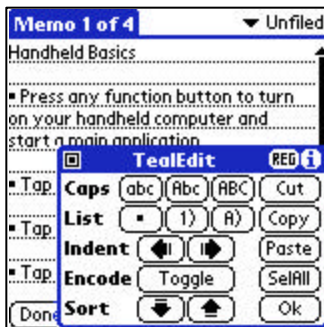 Memo 1 of 4
Unfiled
Handheld Basics
▪ Press any function button to turn
on your handheld computer and
start a main application
▪ Tap
▪ Tap
▪ Tap
Done
TealEdit
REG i
Caps abc Abc ABC Cut
List ▪ 1) A) Copy
Indent Paste
Encode Toggle SelAll
Sort Ok